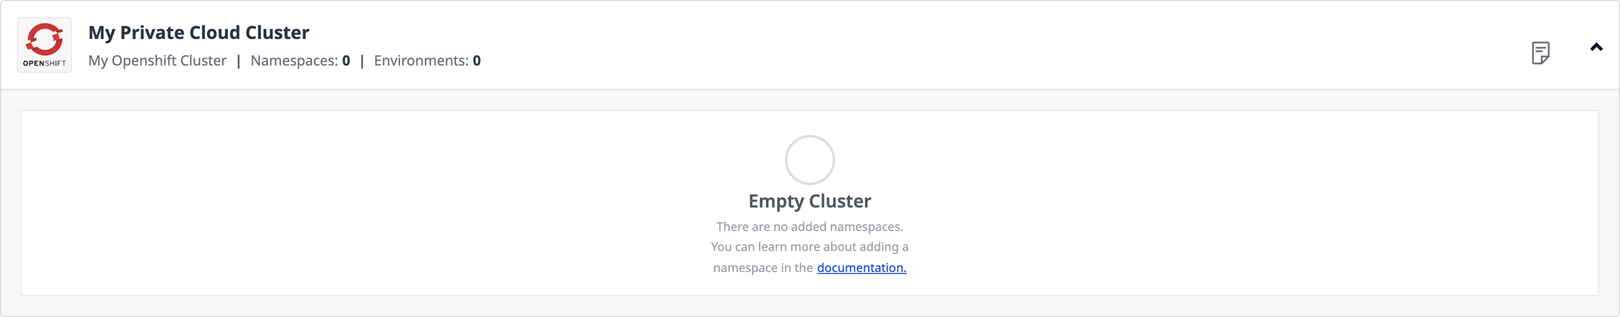 My Private Cloud Cluster
OPENSHIFT
My Openshift Cluster | Namespaces: 0 | Environments: 0
Empty Cluster
There are no added namespaces.
You can learn more about adding a
namespace in the documentation.